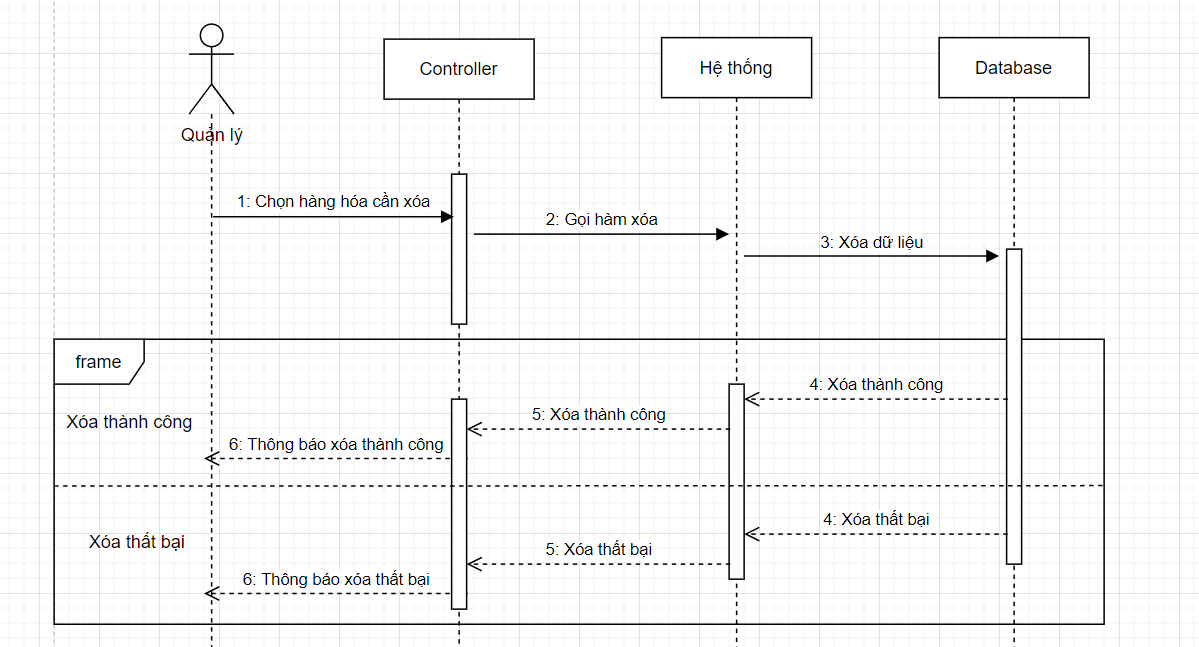 Quản lý
Controller
Hệ thống
Database
1: Chọn hàng hóa cần xóa
2: Gọi hàm xóa
3: Xóa dữ liệu
frame
4: Xóa thành công
Xóa thành công
5: Xóa thành công
6: Thông báo xóa thành công
4: Xóa thất bại
Xóa thất bại
5: Xóa thất bại
6: Thông báo xóa thất bại